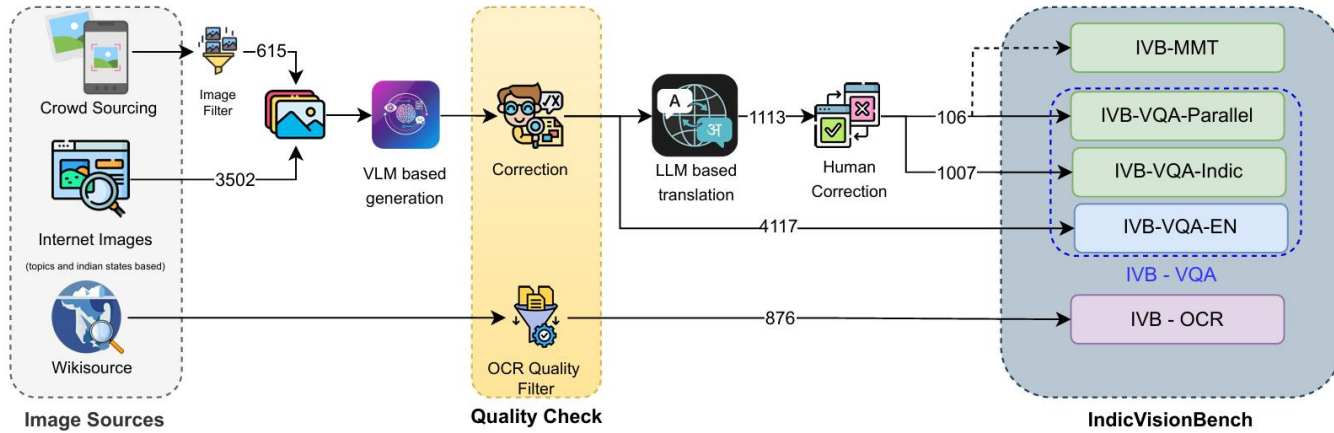 Crowd Sourcing
Image
Filter
615
Internet Images
(topics and indian states based)
3502
Wikisource
Image Sources
VLM based
generation
√X
Correction
OCR Quality
Filter
Quality Check
A
अ
LLM based
translation
1113
Human
Correction
106
1007
4117
876
IVB-MMT
IVB-VQA-Parallel
IVB-VQA-Indic
IVB-VQA-EN
IVB - VQA
IVB - OCR
IndicVisionBench